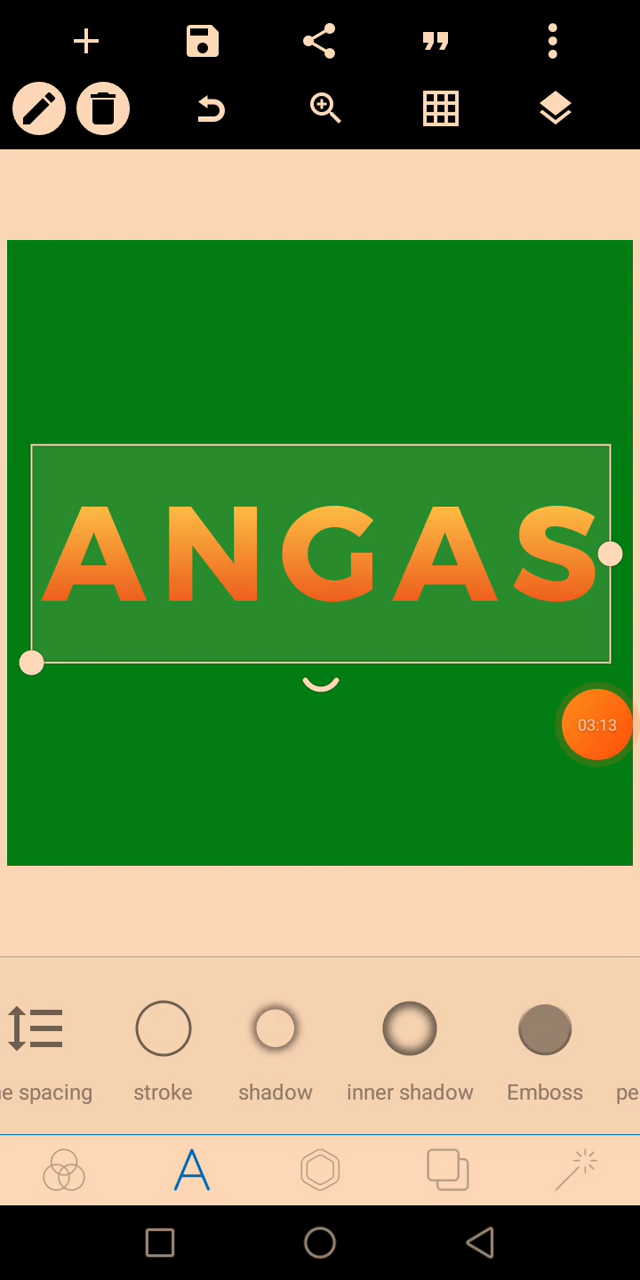 ANGAS
03:13
e spacing
stroke
shadow
inner shadow
Emboss
pe